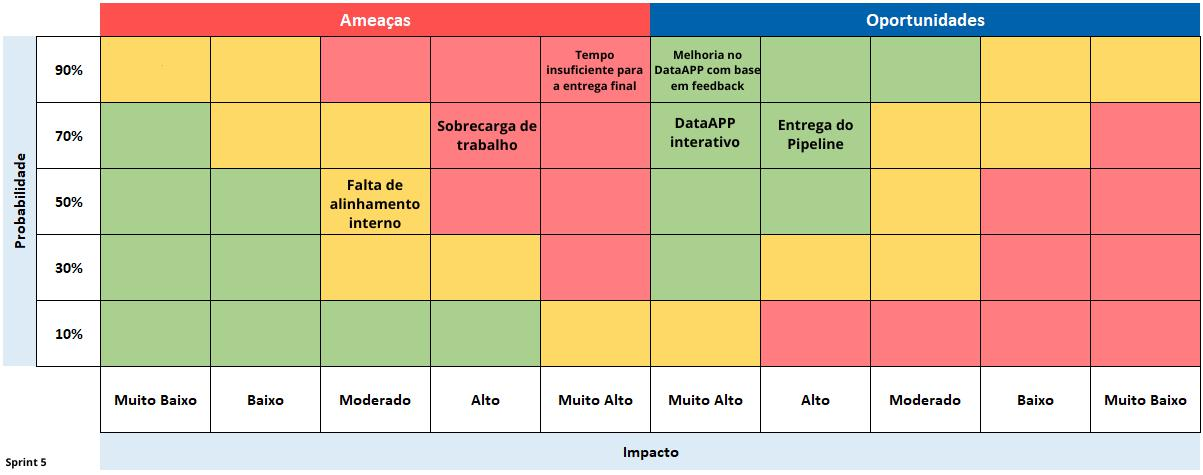 Ameaças
Oportunidades
Probabilidade
90%
Tempo
insuficiente para
a entrega final
Melhoria no
DataAPP com base
em feedback
70%
Sobrecarga de
trabalho
DataAPP
interativo
Entrega do
Pipeline
50%
Falta de
alinhamento
interno
30%
10%
Muito Baixo
Baixo
Moderado
Alto
Muito Alto
Muito Alto
Alto
Moderado
Baixo
Muito Baixo
Impacto
Sprint 5